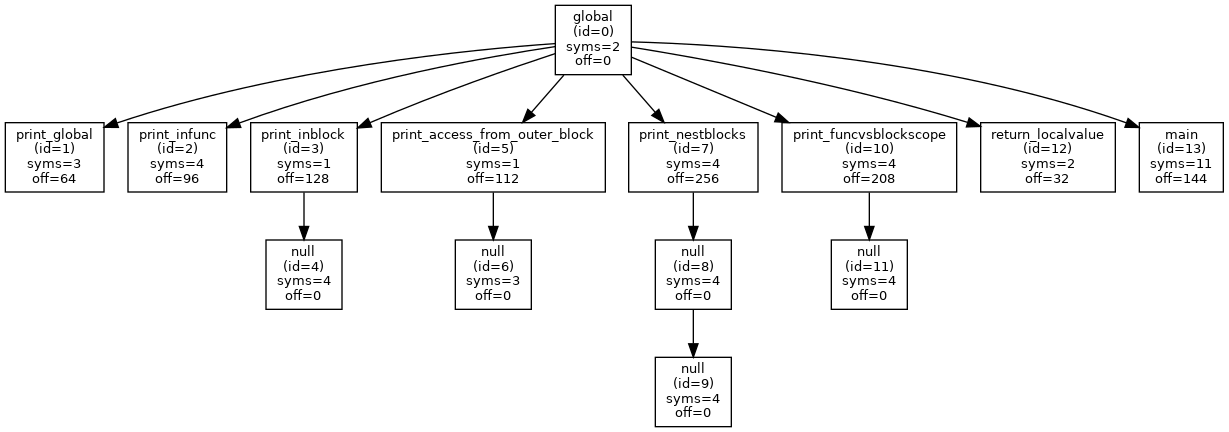 global
(id=0)
syms=2
off=0
print_global
(id=1)
syms=3
off=64
print_infunc
(id=2)
syms=4
off=96
print_inblock
(id=3)
syms=1
off=128
print_access_from_outer_block
(id=5)
syms=1
off=112
print_nestblocks
(id=7)
syms=4
off=256
print_funcvsblockscope
(id=10)
syms=4
off=208
return_localvalue
(id=12)
syms=2
off=32
main
(id=13)
syms=11
off=144
null
(id=4)
syms=4
off=0
null
(id=6)
syms=3
off=0
null
(id=8)
syms=4
off=0
null
(id=11)
syms=4
off=0
null
(id=9)
syms=4
off=0